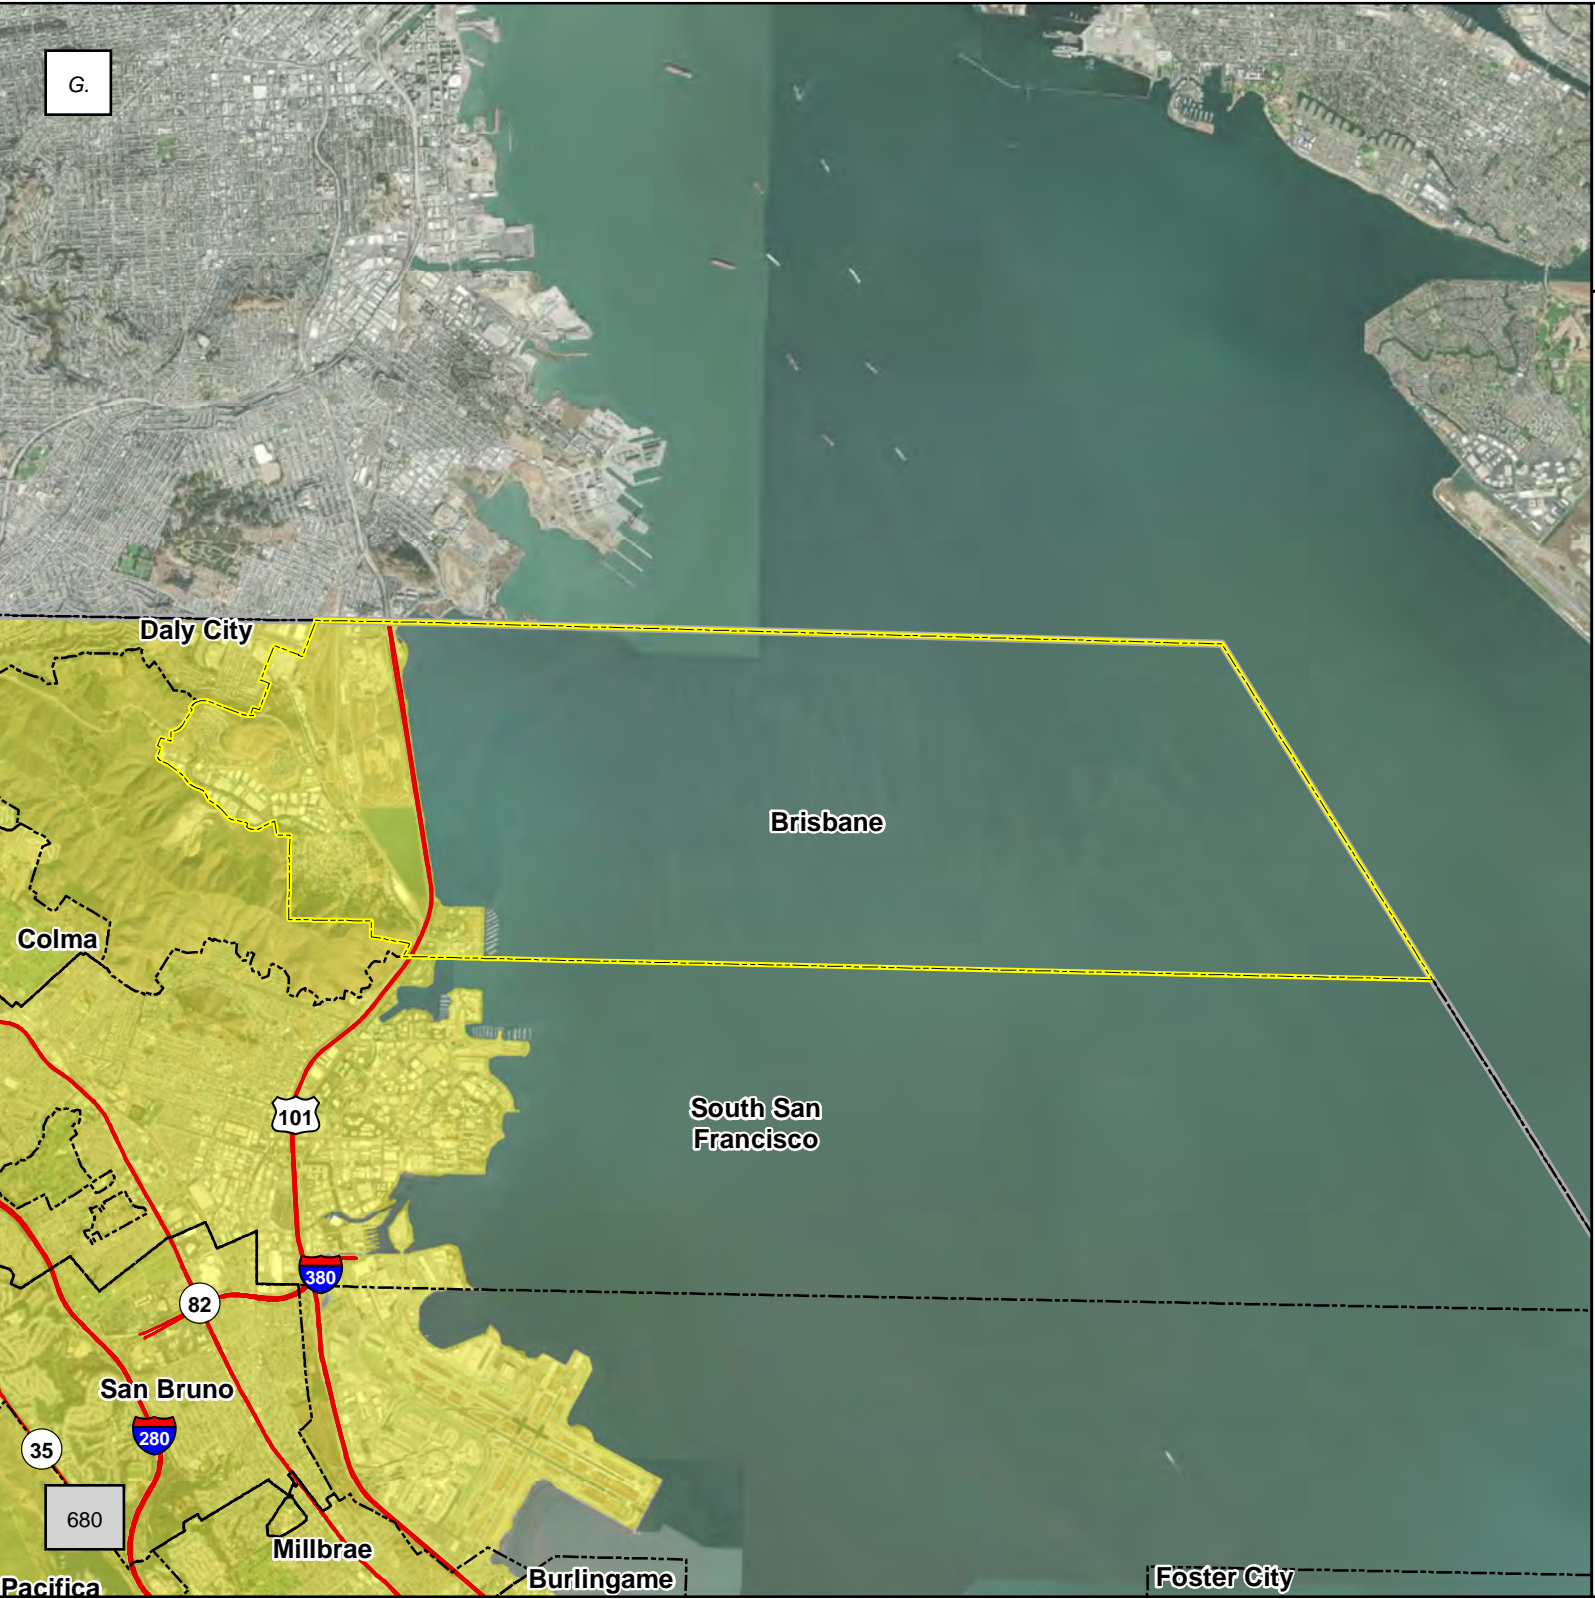 G.
Daly City
Brisbane
Colma
South San
Francisco
101
380
82
San Bruno
280
35
680
Millbrae
Burlingame
Foster City
Pacifica